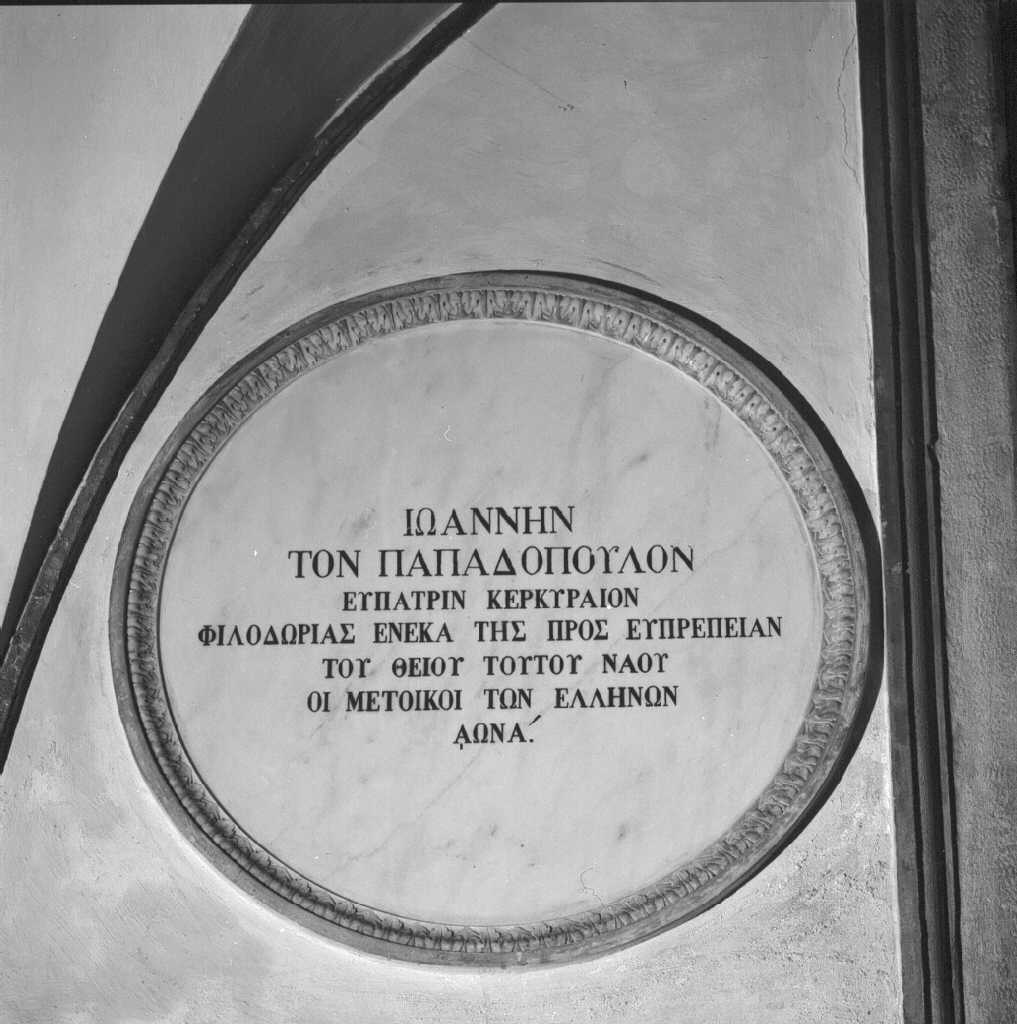 ΙΩΑΝΝΗΝ
ΤΟΝ ΠΑΠΑΔΟΠΟΥΛΟΝ
ΕΥΠΑΤΡΙΝ ΚΕΡΚΥΡΑΙΟΝ
ΦΙΛΟΔΩΡΙΑΣ ΕΝΕΚΑ ΤΗΣ ΠΡΟΣ ΕΥΠΡΕΠΕΙΑΝ
ΤΟΥ ΘΕΙΟΥ ΤΟΥΤΟΥ ΝΑΟΥ
ΟΙ ΜΕΤΟΙΚΟΙ ΤΩΝ ΕΛΛΗΝΩΝ
͵ΑΩΝΑ.΄